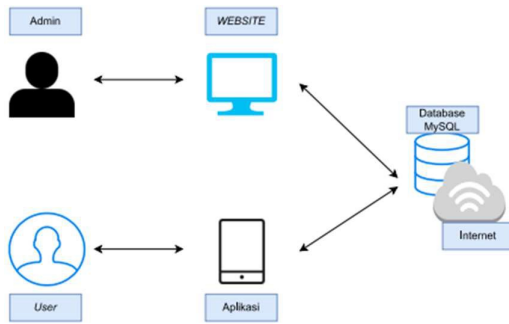 Admin
WEBSITE
Database
MySQL
Internet
User
Aplikasi